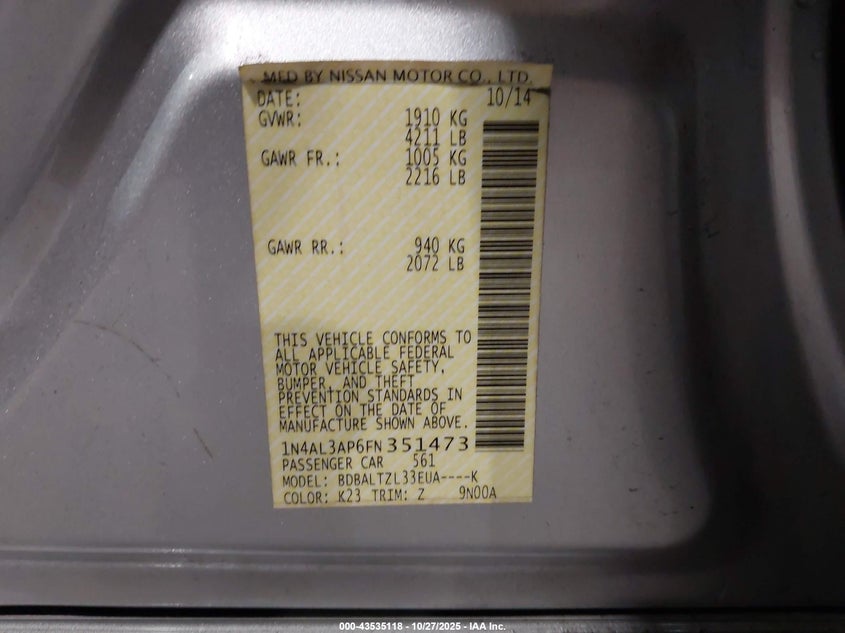 MFD BY NISSAN MOTOR CO., LTD.
DATE: 10/14
GVWR: 1910 KG
4211 LB
GAWR FR.: 1005 KG
2216 LB
GAWR RR.: 940 KG
2072 LB
THIS VEHICLE CONFORMS TO
ALL APPLICABLE FEDERAL
MOTOR VEHICLE SAFETY,
BUMPER, AND THEFT
PREVENTION STANDARDS IN
EFFECT ON THE DATE OF
MANUFACTURE SHOWN ABOVE.
1N4AL3AP6FN351473
PASSENGER CAR 561
MODEL: BDBALTZL33EUA----K
COLOR: K23 TRIM: Z 9N00A
000-43535118 - 10/27/2025 - IAA Inc.